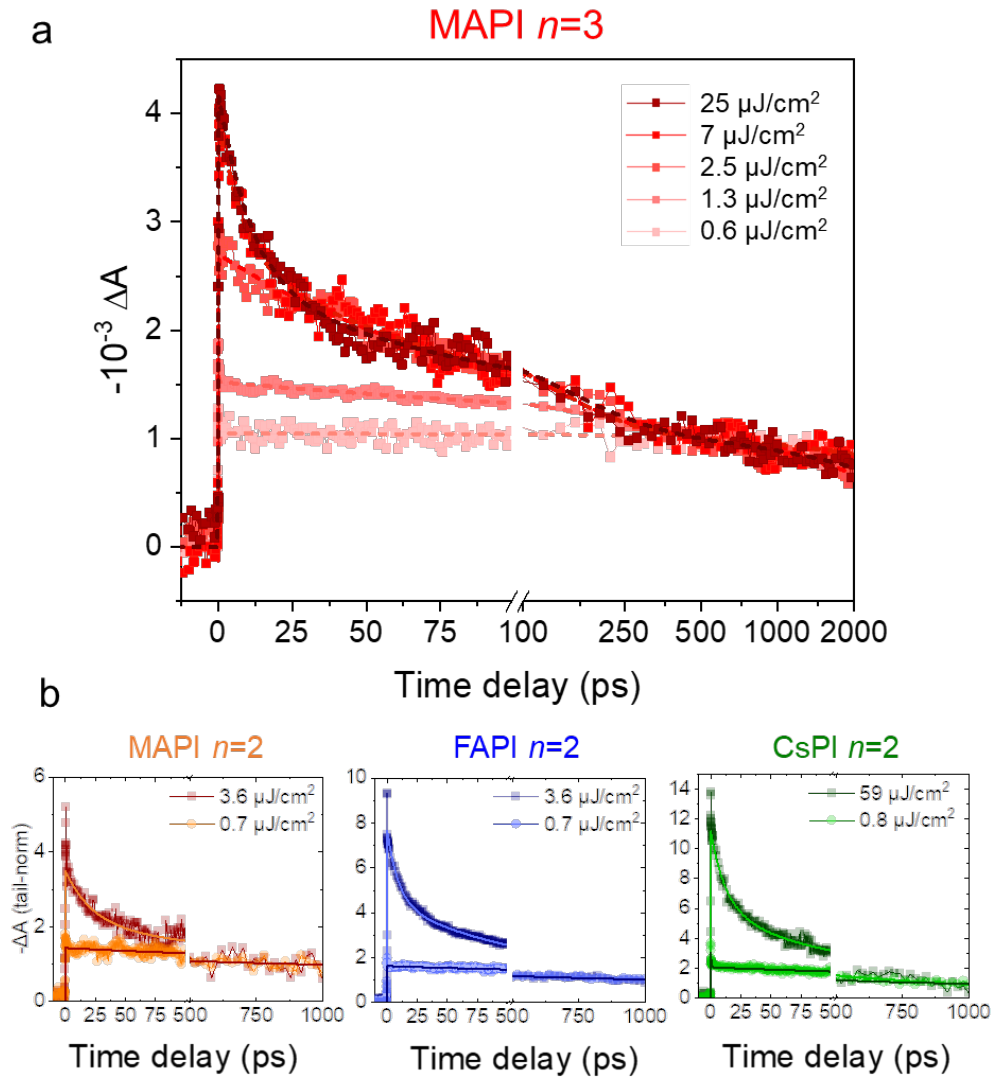 a
MAPI n=3
25 µJ/cm²
7 µJ/cm²
2.5 µJ/cm²
1.3 µJ/cm²
0.6 µJ/cm²
-10⁻³ ΔA
4
3
2
1
0
0 25 50 75 100 250 500 1000 2000
Time delay (ps)
b
MAPI n=2
3.6 µJ/cm²
0.7 µJ/cm²
-ΔA (tail-norm)
6
4
2
0
0 25 50 75 500 1000
Time delay (ps)
FAPI n=2
3.6 µJ/cm²
0.7 µJ/cm²
10
8
6
4
2
0
0 25 50 75 500 1000
Time delay (ps)
CsPI n=2
59 µJ/cm²
0.8 µJ/cm²
14
12
10
8
6
4
2
0
0 25 50 75 500 1000
Time delay (ps)